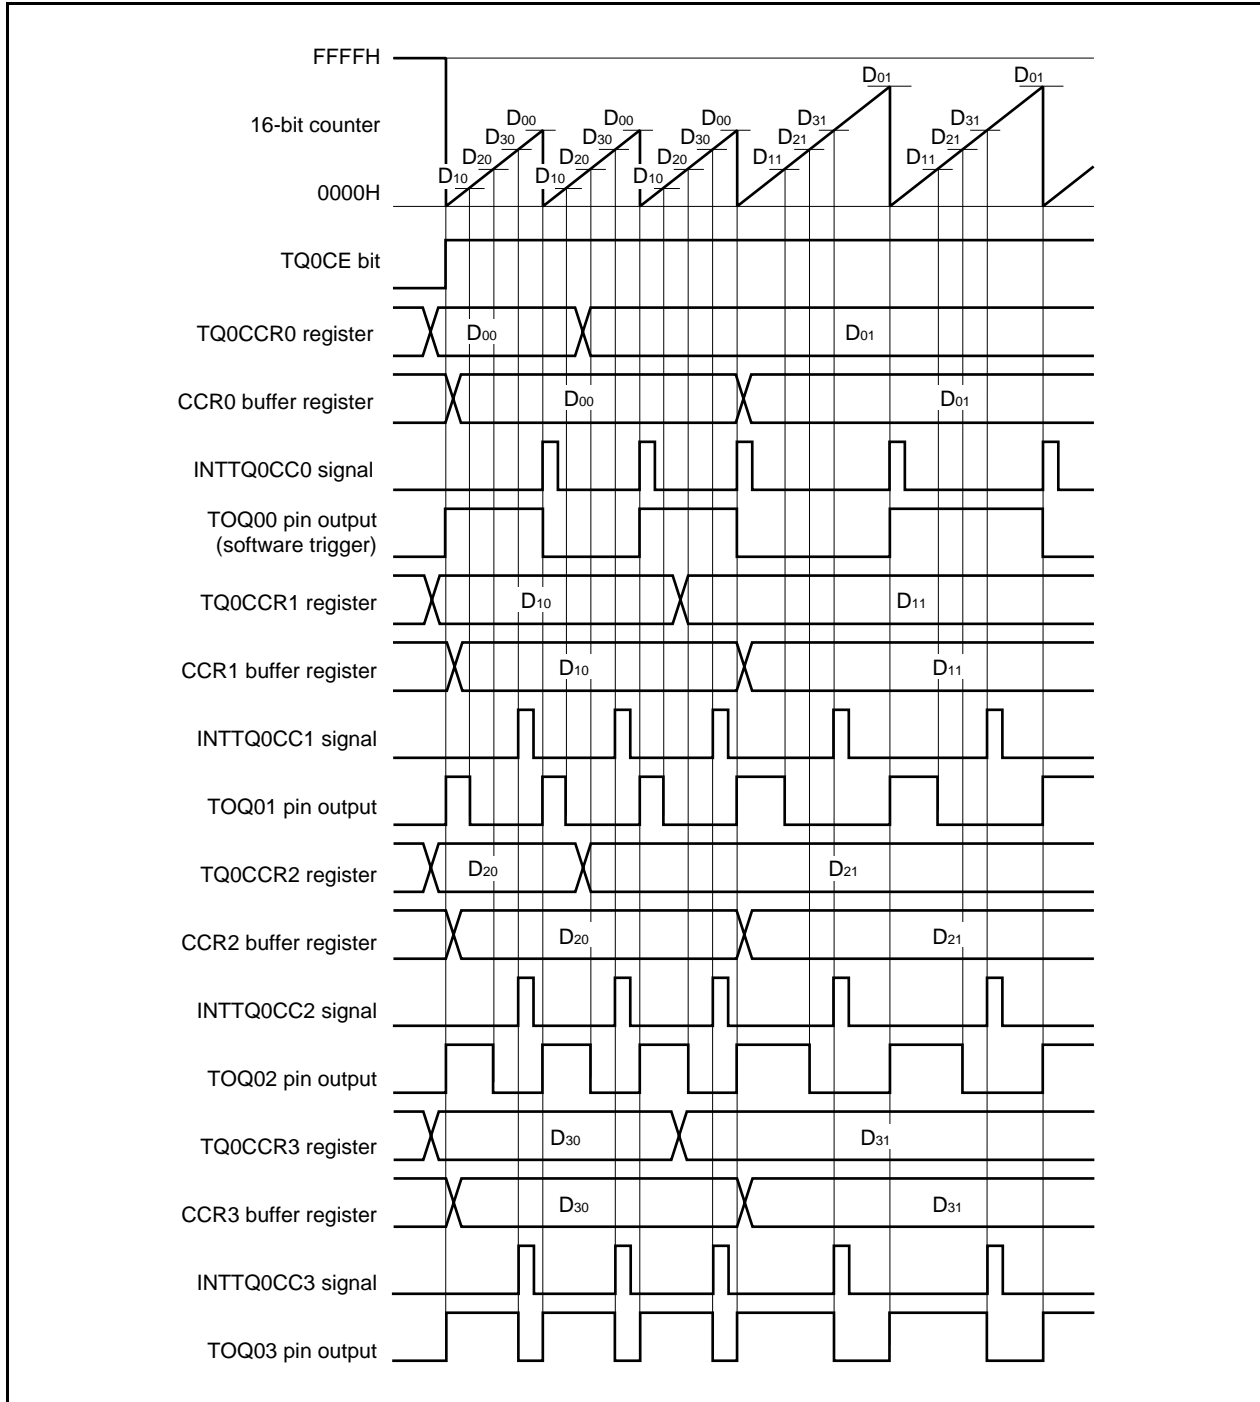 FFFFH
D01 D01
D00 D00 D00
16-bit counter
D31 D31
D30 D30 D30 D21 D21
D20 D20 D20 D11 D11
D10 D10 D10
0000H
TQ0CE bit
TQ0CCR0 register D00 D01
CCR0 buffer register D00 D01
INTTQ0CC0 signal
TOQ00 pin output
(software trigger)
TQ0CCR1 register D10 D11
CCR1 buffer register D10 D11
INTTQ0CC1 signal
TOQ01 pin output
TQ0CCR2 register D20 D21
CCR2 buffer register D20 D21
INTTQ0CC2 signal
TOQ02 pin output
TQ0CCR3 register D30 D31
CCR3 buffer register D30 D31
INTTQ0CC3 signal
TOQ03 pin output